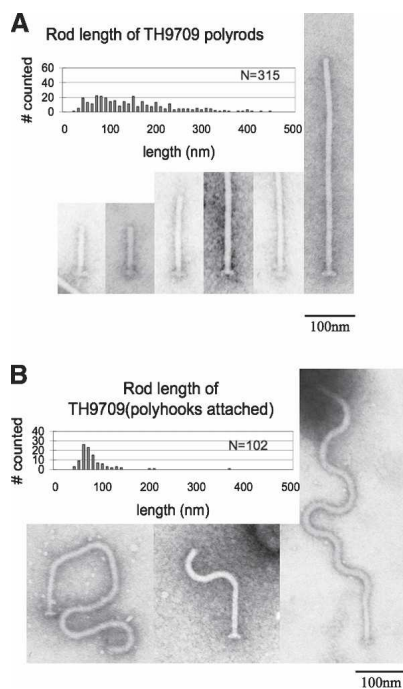 A
Rod length of TH9709 polyrods
# counted
60
40
20
0
N=315
0 100 200 300 400 500
length (nm)
100nm
B
Rod length of
TH9709(polyhooks attached)
# counted
40
30
20
10
0
N=102
0 100 200 300 400 500
length (nm)
100nm